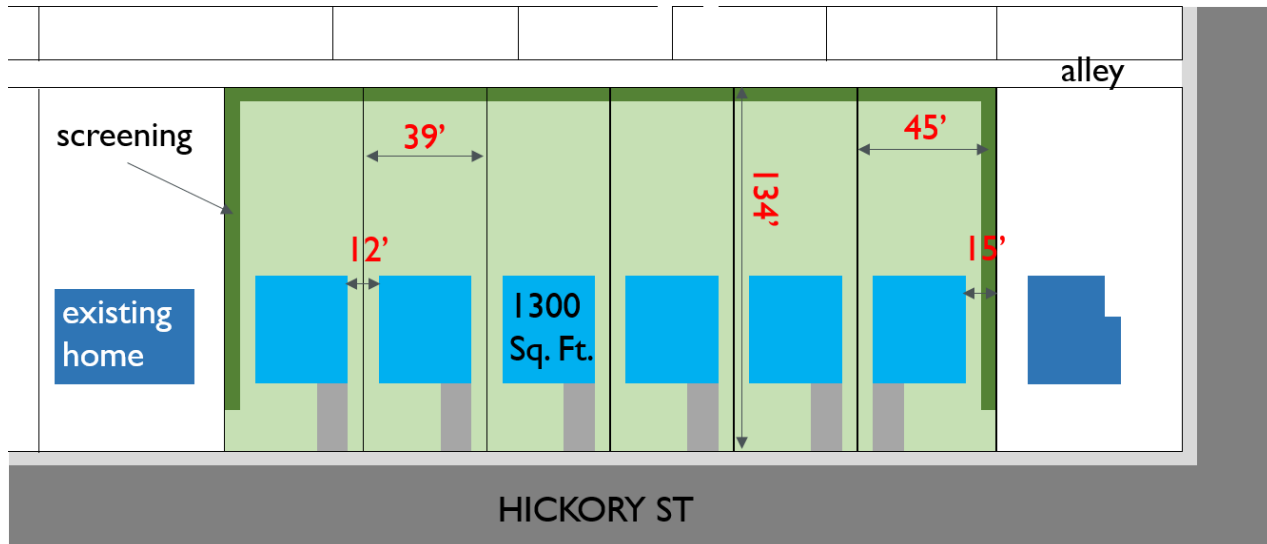 alley
screening
39’
45’
134’
12’
15’
existing
home
1300
Sq. Ft.
HICKORY ST